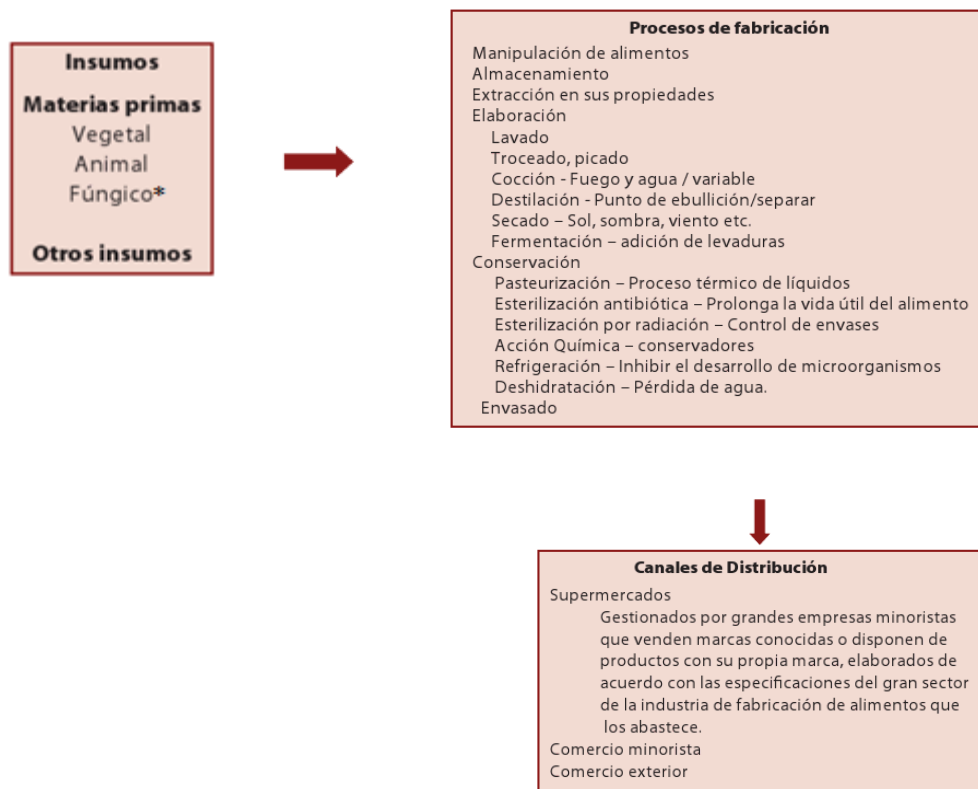 Insumos
Materias primas
Vegetal
Animal
Fúngico*
Otros insumos
Procesos de fabricación
Manipulación de alimentos
Almacenamiento
Extracción en sus propiedades
Elaboración
Lavado
Troceado, picado
Cocción - Fuego y agua / variable
Destilación - Punto de ebullición/separar
Secado – Sol, sombra, viento etc.
Fermentación – adición de levaduras
Conservación
Pasteurización – Proceso térmico de líquidos
Esterilización antibiótica – Prolonga la vida útil del alimento
Esterilización por radiación – Control de envases
Acción Química – conservadores
Refrigeración – Inhibir el desarrollo de microorganismos
Deshidratación – Pérdida de agua.
Envasado
Canales de Distribución
Supermercados
Gestionados por grandes empresas minoristas
que venden marcas conocidas o disponen de
productos con su propia marca, elaborados de
acuerdo con las especificaciones del gran sector
de la industria de fabricación de alimentos que
los abastece.
Comercio minorista
Comercio exterior